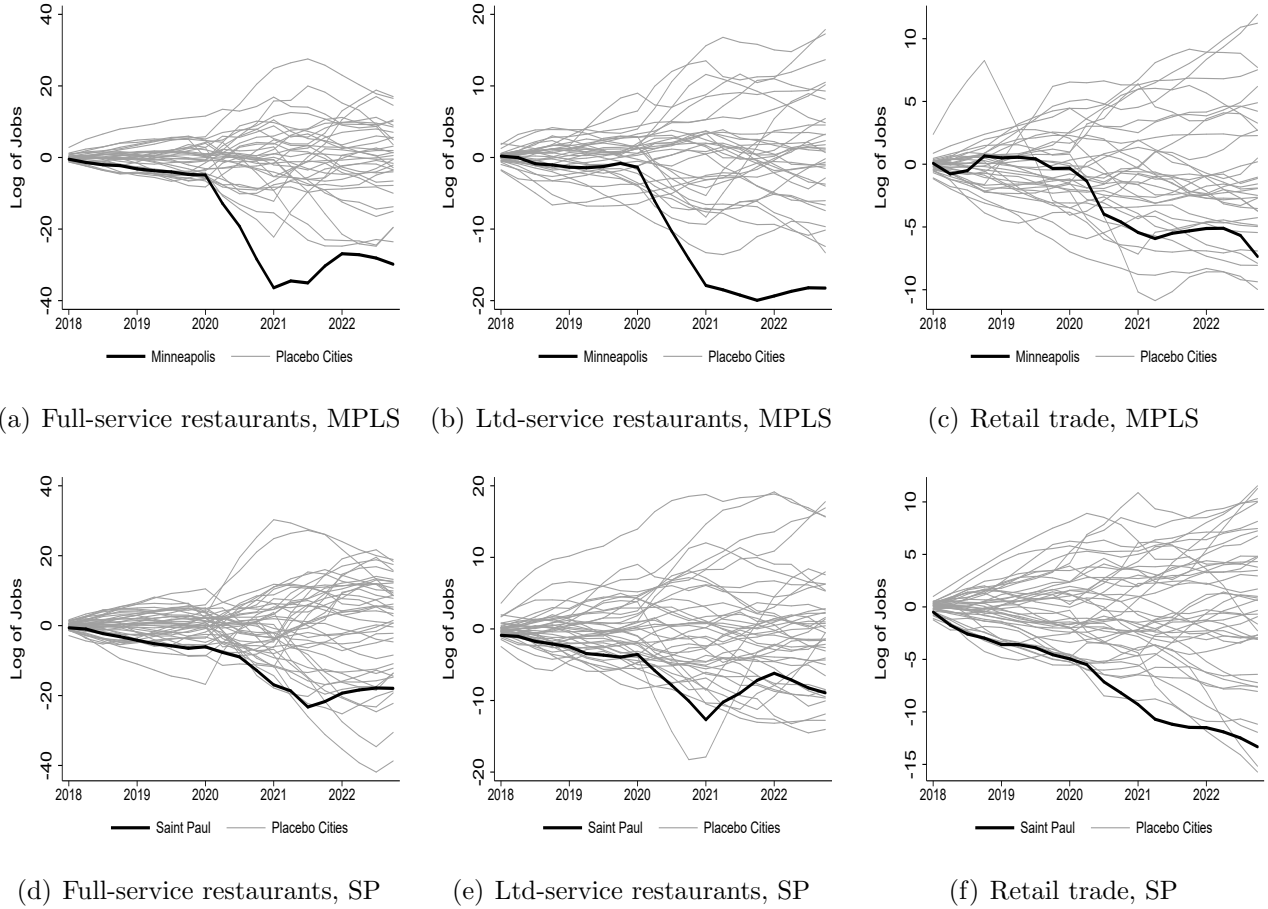 Log of Jobs
40
20
0
-20
-40
2018 2019 2020 2021 2022
Minneapolis Placebo Cities
(a) Full-service restaurants, MPLS
Log of Jobs
20
10
0
-10
-20
2018 2019 2020 2021 2022
Minneapolis Placebo Cities
(b) Ltd-service restaurants, MPLS
Log of Jobs
10
5
0
-5
-10
2018 2019 2020 2021 2022
Minneapolis Placebo Cities
(c) Retail trade, MPLS
Log of Jobs
40
20
0
-20
-40
2018 2019 2020 2021 2022
Saint Paul Placebo Cities
(d) Full-service restaurants, SP
Log of Jobs
20
10
0
-10
-20
2018 2019 2020 2021 2022
Saint Paul Placebo Cities
(e) Ltd-service restaurants, SP
Log of Jobs
10
5
0
-5
-10
-15
2018 2019 2020 2021 2022
Saint Paul Placebo Cities
(f) Retail trade, SP